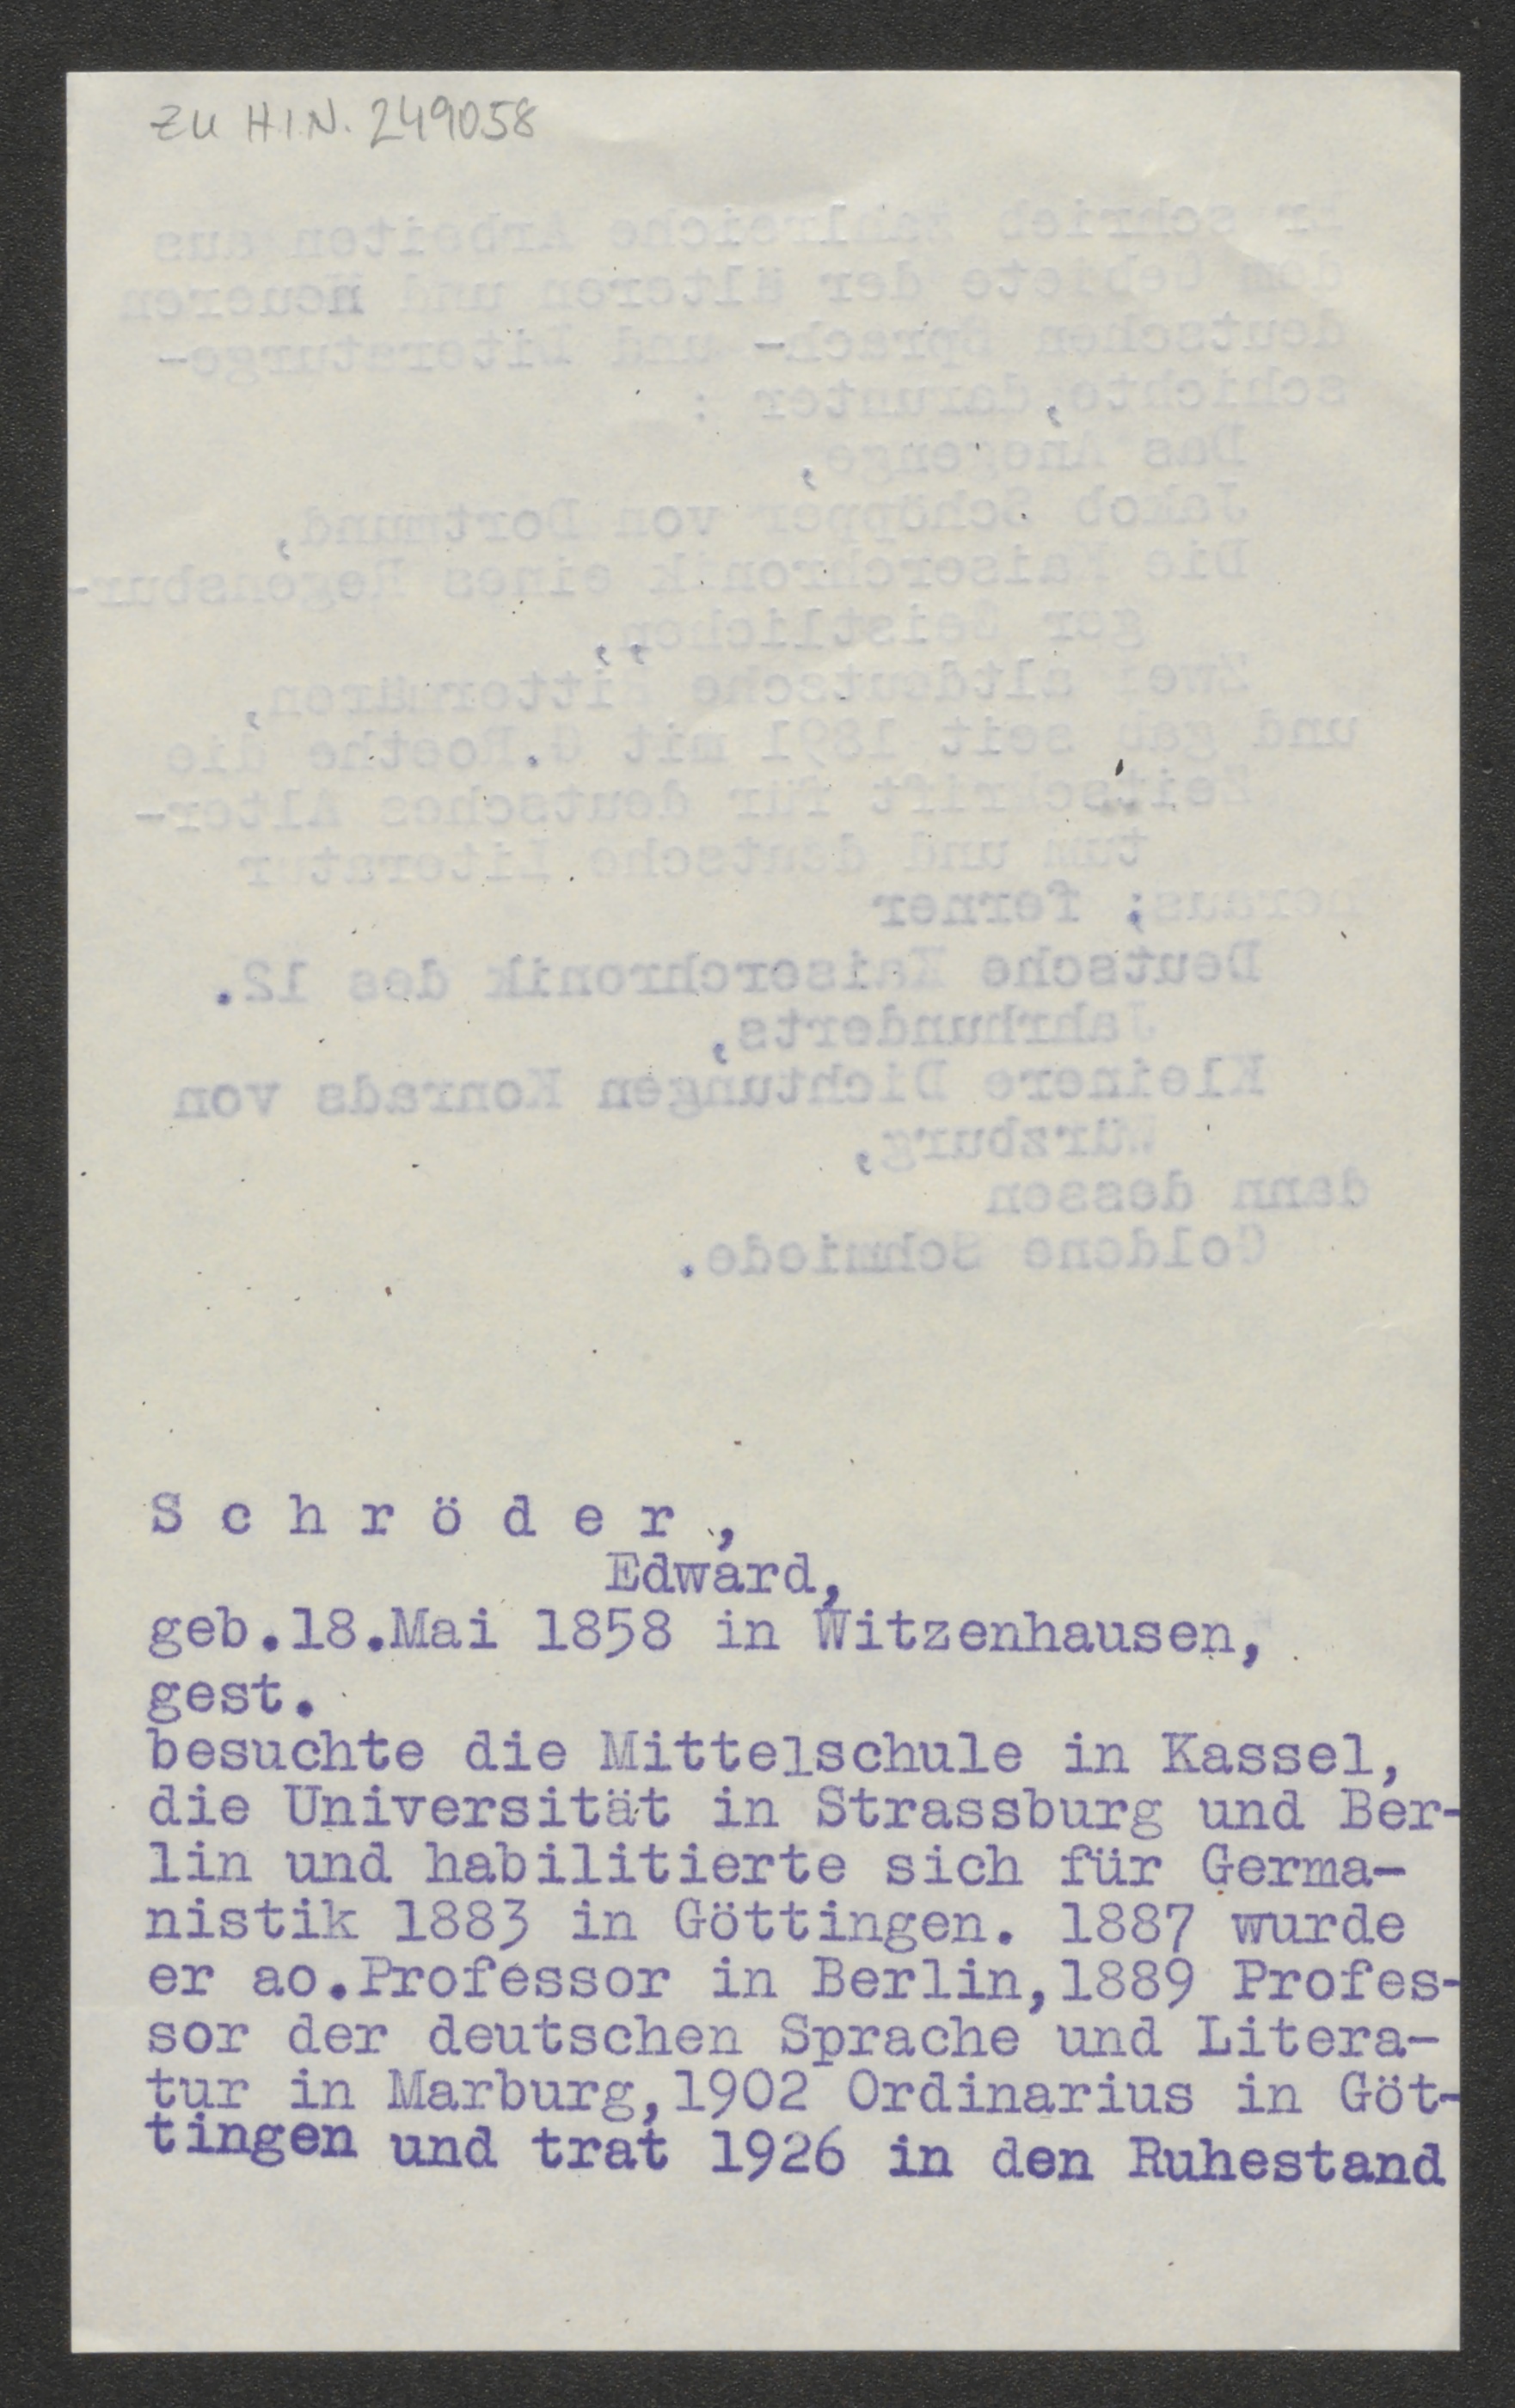 ZU H.I.N. 249058
S c h r ö d e r ,
Edward,
geb.18.Mai 1858 in Witzenhausen,
gest.
besuchte die Mittelschule in Kassel,
die Universität in Strassburg und Ber-
lin und habilitierte sich für Germa-
nistik 1883 in Göttingen. 1887 wurde
er ao.Professor in Berlin,1889 Profes-
sor der deutschen Sprache und Litera-
tur in Marburg,1902 Ordinarius in Göt-
tingen und trat 1926 in den Ruhestand